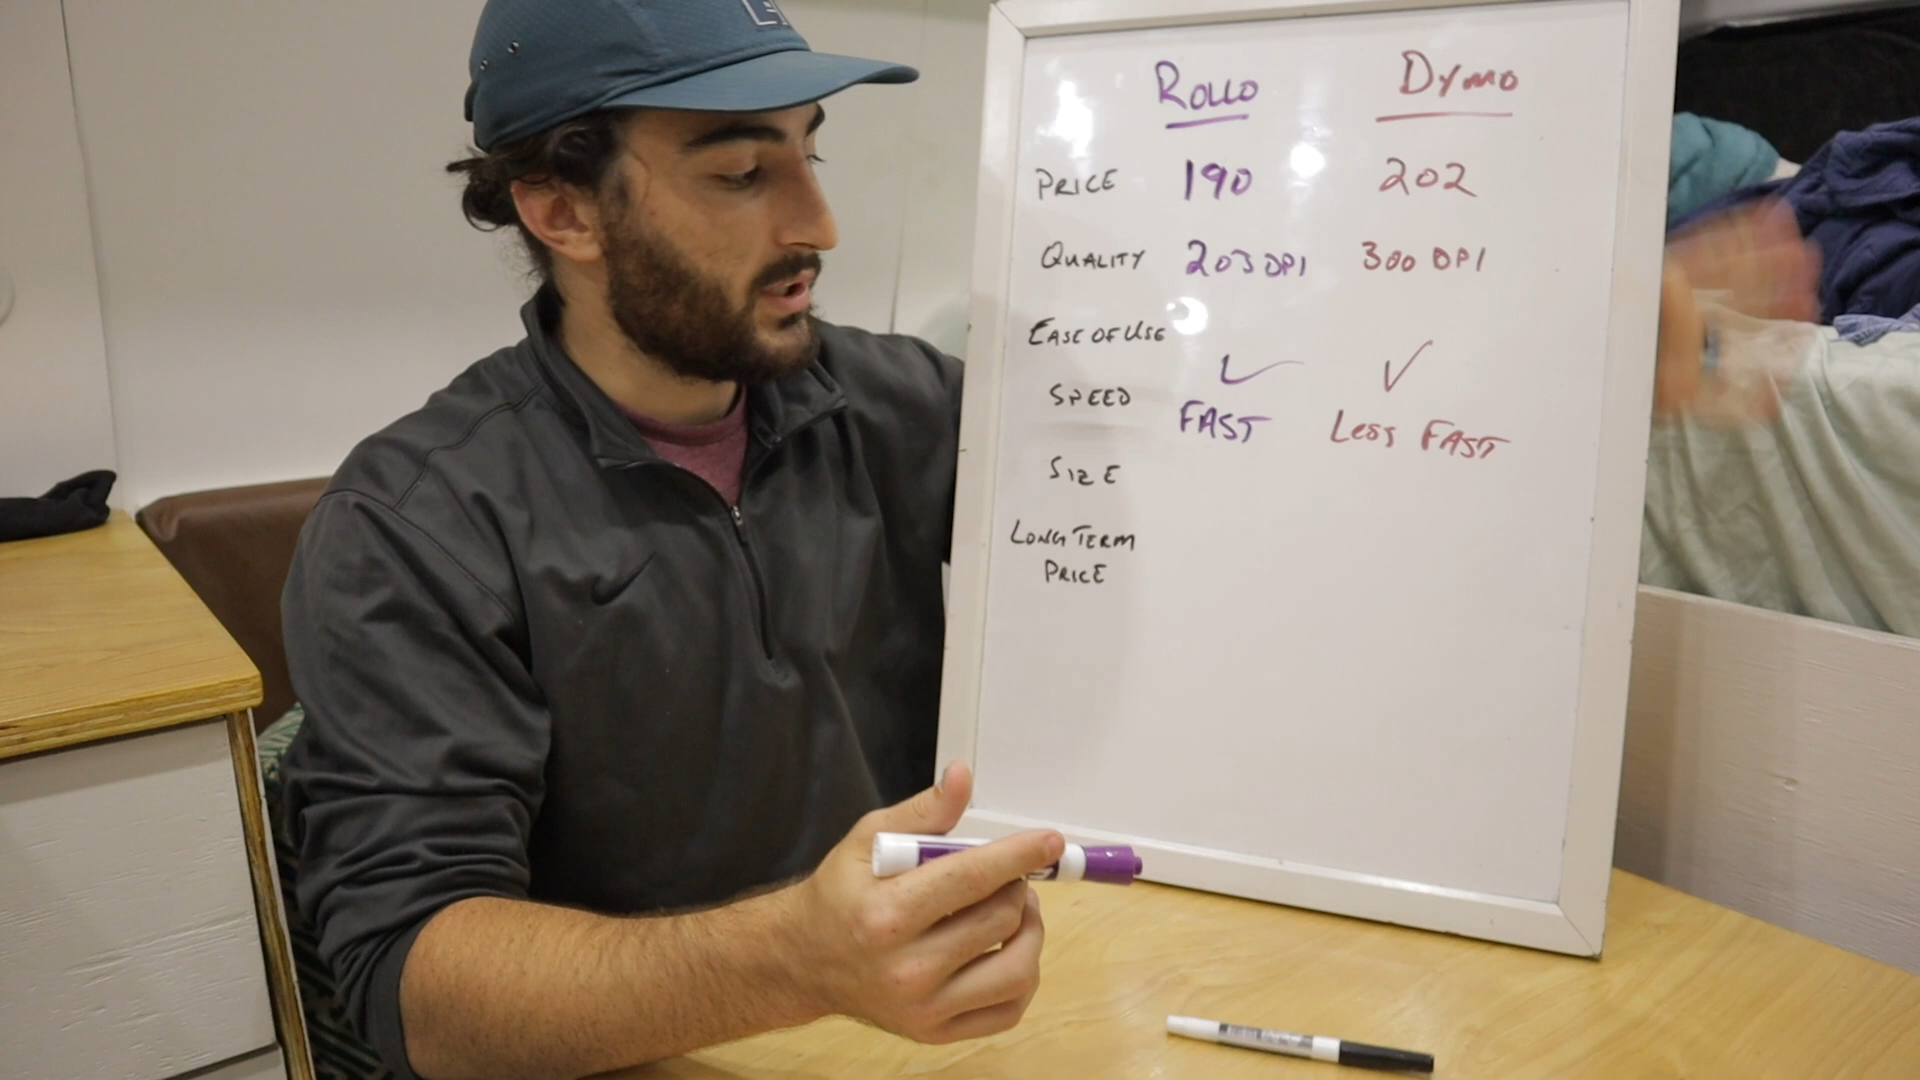 Rollo Dymo
PRICE 190 202
QUALITY 203 DPI 300 DPI
EASE OF USE ✓ ✓
SPEED FAST LESS FAST
SIZE
LONG TERM
PRICE